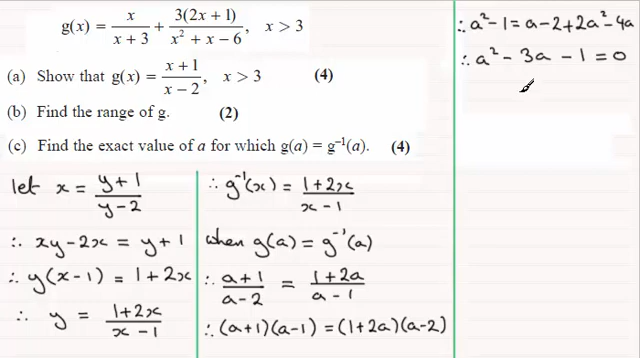 g(x) = x/(x + 3) + 3(2x + 1)/(x² + x − 6), x > 3
(a) Show that g(x) = (x + 1)/(x − 2), x > 3 (4)
(b) Find the range of g. (2)
(c) Find the exact value of a for which g(a) = g⁻¹(a). (4)
let x = (y+1)/(y−2)
∴ xy−2x = y+1
∴ y(x−1) = 1+2x
∴ y = (1+2x)/(x−1)
∴ g⁻¹(x) = (1+2x)/(x−1)
when g(a) = g⁻¹(a)
∴ (a+1)/(a−2) = (1+2a)/(a−1)
∴ (a+1)(a−1) = (1+2a)(a−2)
∴ a²−1 = a−2+2a²−4a
∴ a² − 3a − 1 = 0